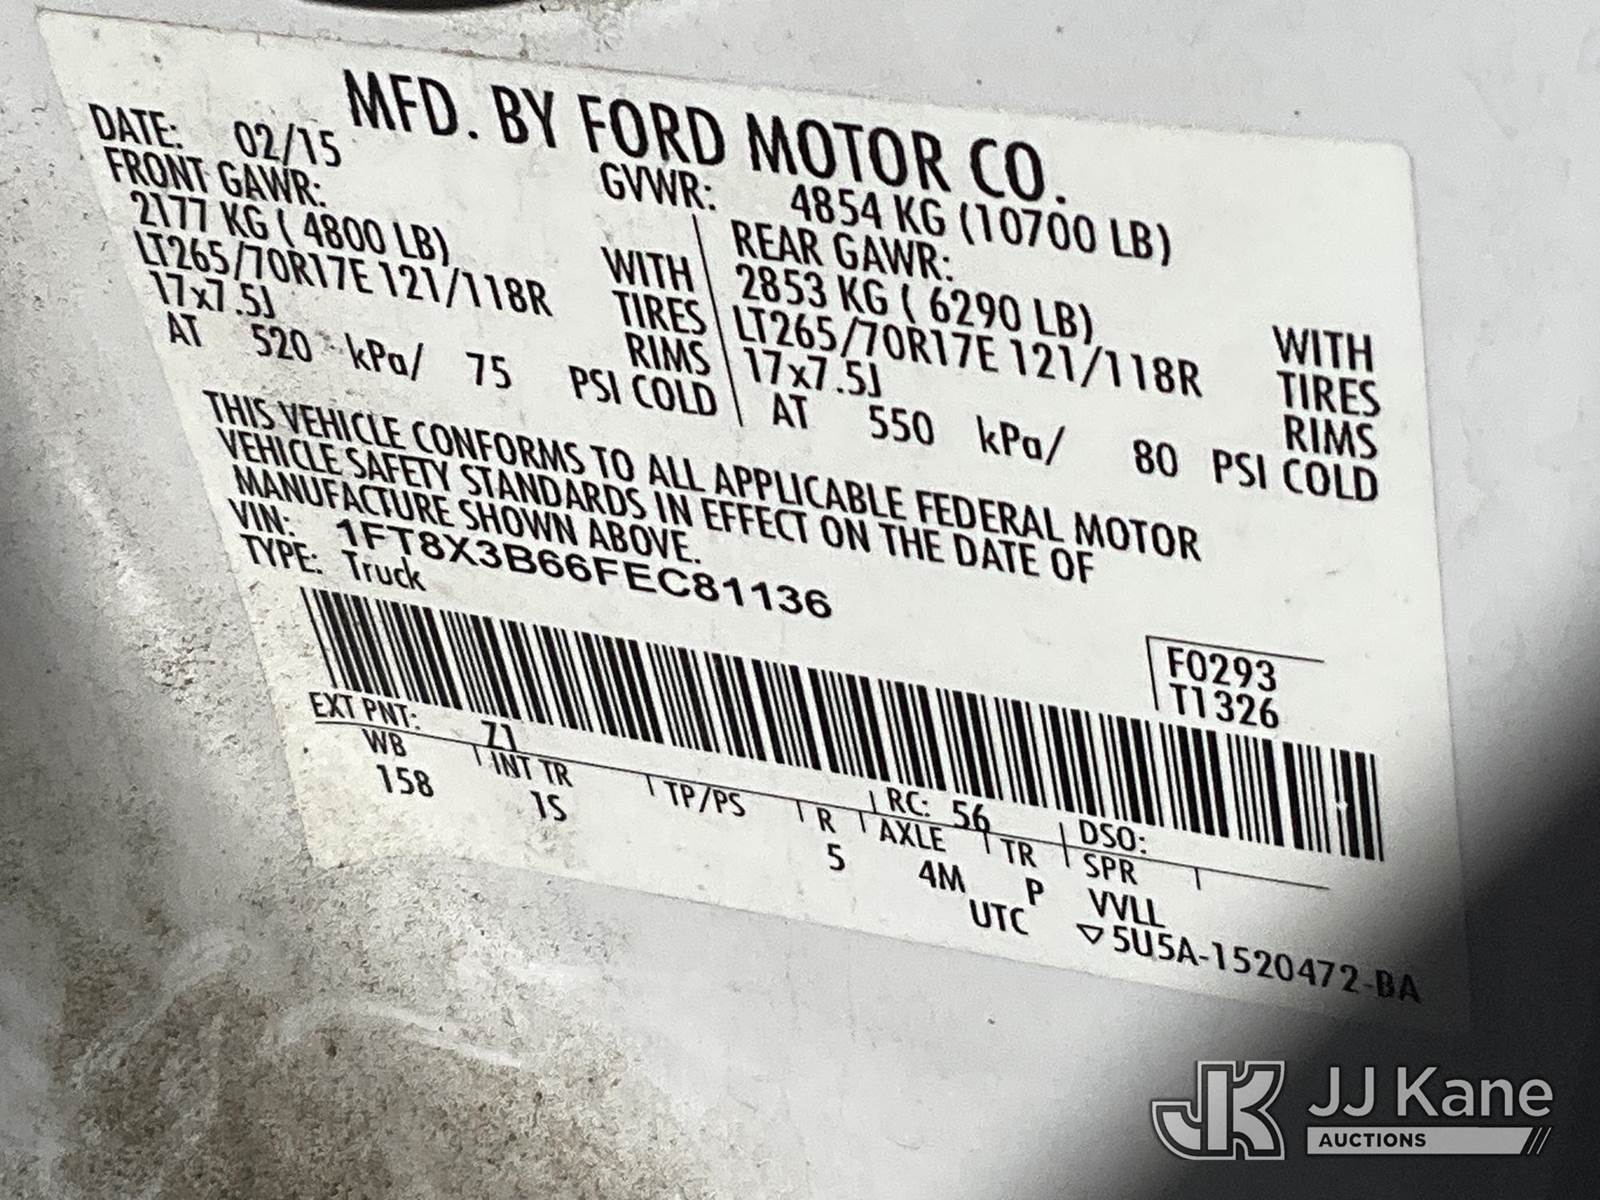 MFD. BY FORD MOTOR CO.
DATE: 02/15 GVWR: 4854 KG (10700 LB)
FRONT GAWR: REAR GAWR:
2177 KG ( 4800 LB) WITH 2853 KG ( 6290 LB) WITH
LT265/70R17E 121/118R TIRES LT265/70R17E 121/118R TIRES
17x7.5J RIMS 17x7.5J RIMS
AT 520 kPa/ 75 PSI COLD AT 550 kPa/ 80 PSI COLD
THIS VEHICLE CONFORMS TO ALL APPLICABLE FEDERAL MOTOR
VEHICLE SAFETY STANDARDS IN EFFECT ON THE DATE OF
MANUFACTURE SHOWN ABOVE.
VIN: 1FT8X3B66FEC81136
TYPE: Truck
F0293
T1326
EXT PNT: Z1 RC: 56 DSO:
WB INT TR TP/PS R AXLE TR SPR
158 1S 5 4M P VVLL
UTC ▽5U5A-1520472-BA
JK JJ Kane
AUCTIONS